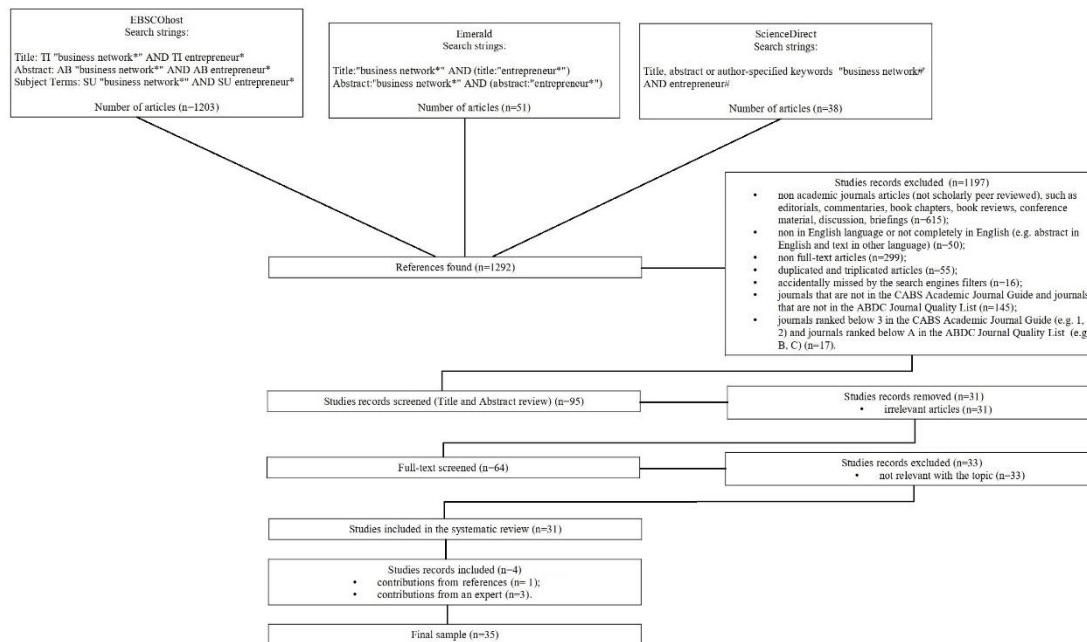 EBSCOhost
Search strings:
Title: TI "business network*" AND TI entrepreneur*
Abstract: AB "business network*" AND AB entrepreneur*
Subject Terms: SU "business network*" AND SU entrepreneur*
Number of articles (n=1203)
Emerald
Search strings:
Title:"business network*" AND (title:"entrepreneur*")
Abstract:"business network*" AND (abstract:"entrepreneur*")
Number of articles (n=51)
ScienceDirect
Search strings:
Title, abstract or author-specified keywords "business network#"
AND entrepreneur#
Number of articles (n=38)
References found (n=1292)
Studies records excluded (n=1197)
• non academic journals articles (not scholarly peer reviewed), such as
editorials, commentaries, book chapters, book reviews, conference
material, discussion, briefings (n=615);
• non in English language or not completely in English (e.g. abstract in
English and text in other language) (n=50);
• non full-text articles (n=299);
• duplicated and triplicated articles (n=55);
• accidentally missed by the search engines filters (n=16);
• journals that are not in the CABS Academic Journal Guide and journals
that are not in the ABDC Journal Quality List (n=145);
• journals ranked below 3 in the CABS Academic Journal Guide (e.g. 1,
2) and journals ranked below A in the ABDC Journal Quality List (e.g
B, C) (n=17).
Studies records screened (Title and Abstract review) (n=95)
Studies records removed (n=31)
• irrelevant articles (n=31)
Full-text screened (n=64)
Studies records excluded (n=33)
• not relevant with the topic (n=33)
Studies included in the systematic review (n=31)
Studies records included (n=4)
• contributions from references (n= 1);
• contributions from an expert (n=3).
Final sample (n=35)